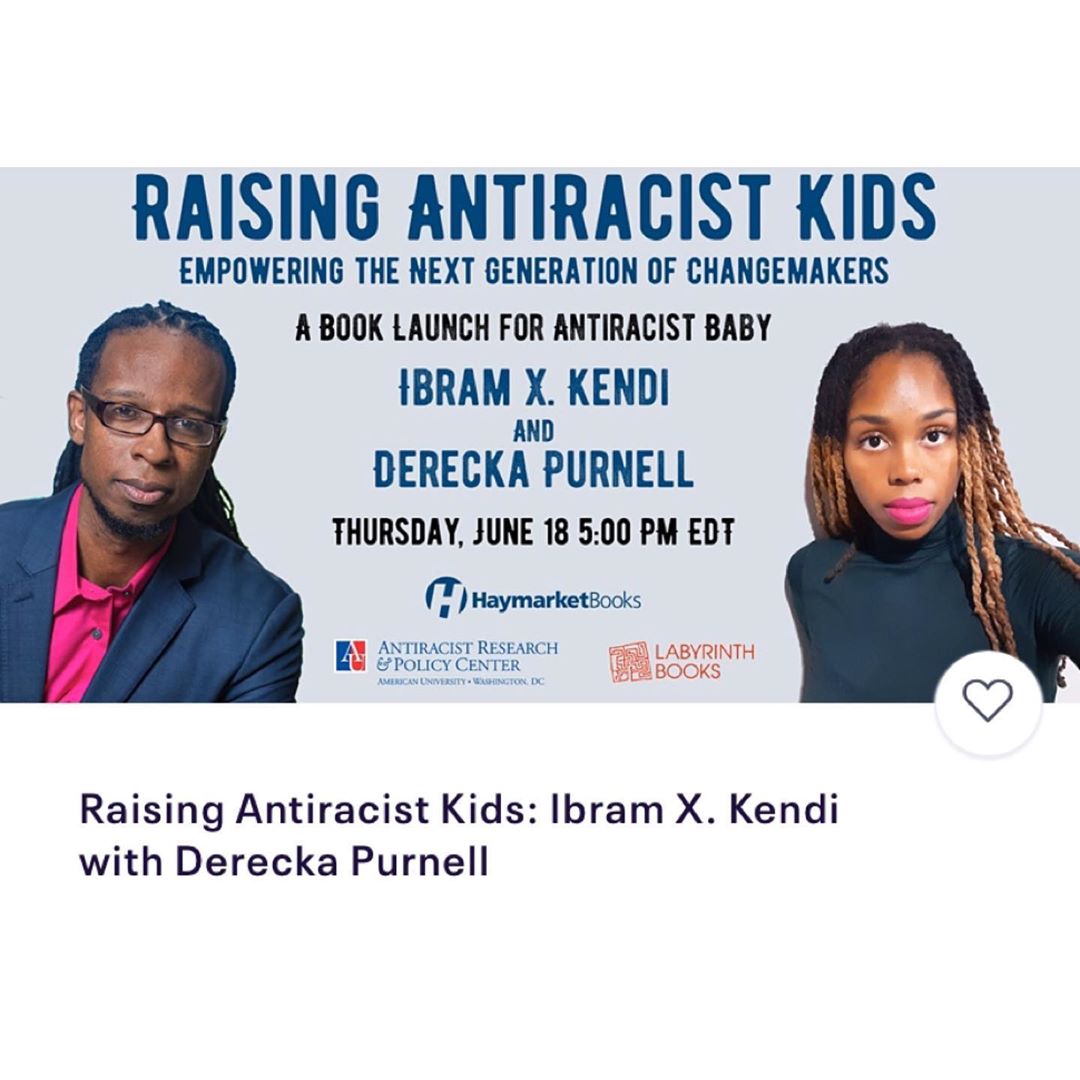 RAISING ANTIRACIST KIDS
EMPOWERING THE NEXT GENERATION OF CHANGEMAKERS
A BOOK LAUNCH FOR ANTIRACIST BABY
IBRAM X. KENDI
AND
DERECKA PURNELL
THURSDAY, JUNE 18 5:00 PM EDT
H HaymarketBooks
AU ANTIRACIST RESEARCH
& POLICY CENTER
AMERICAN UNIVERSITY • WASHINGTON, DC
LABYRINTH
BOOKS
Raising Antiracist Kids: Ibram X. Kendi
with Derecka Purnell